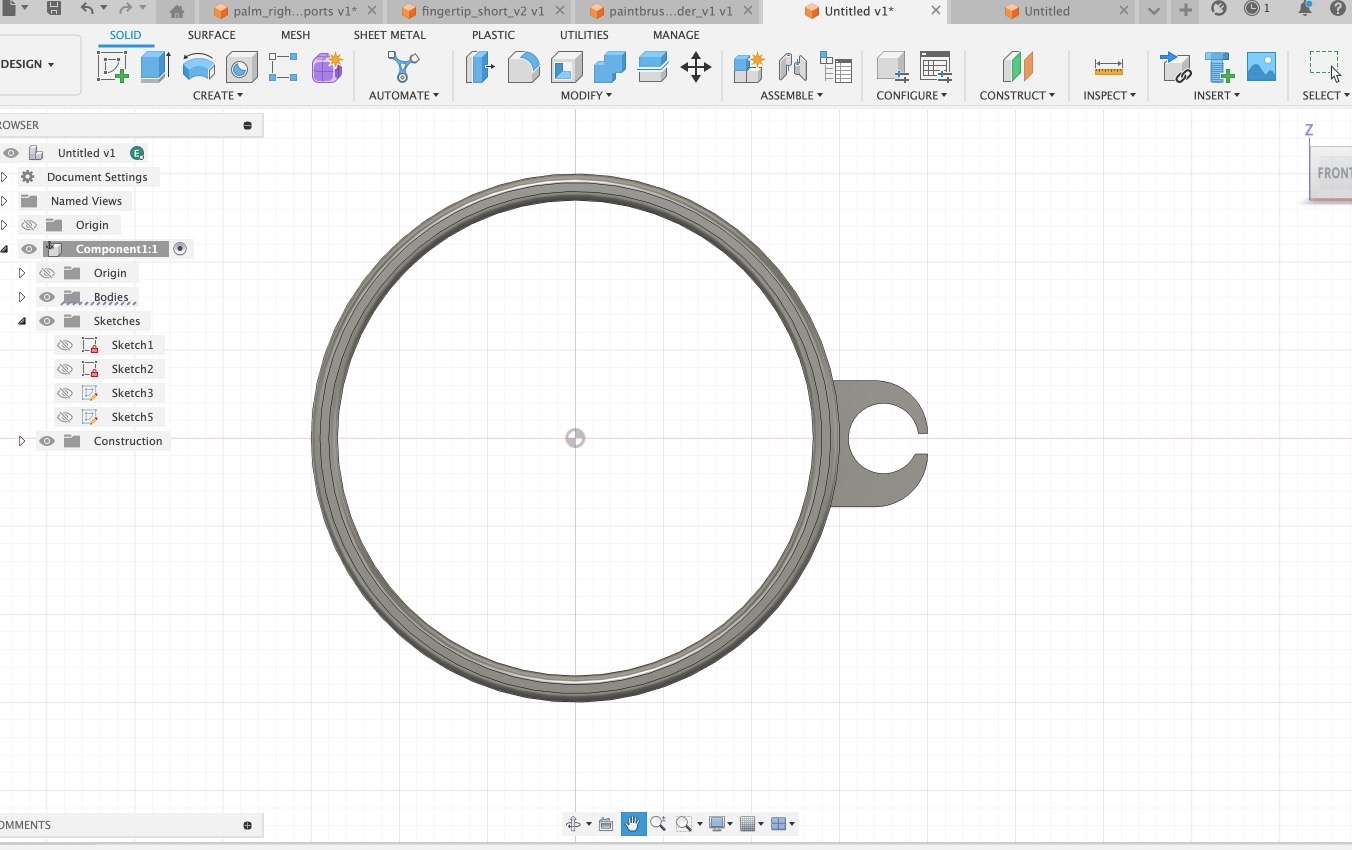 palm_righ...ports v1*
fingertip_short_v2 v1
paintbrus...der_v1 v1
Untitled v1*
Untitled
1
SOLID
SURFACE
MESH
SHEET METAL
PLASTIC
UTILITIES
MANAGE
DESIGN
CREATE
AUTOMATE
MODIFY
ASSEMBLE
CONFIGURE
CONSTRUCT
INSPECT
INSERT
SELECT
ROWSER
Z
FRONT
Untitled v1
E
Document Settings
Named Views
Origin
Component1:1
Origin
Bodies
Sketches
Sketch1
Sketch2
Sketch3
Sketch5
Construction
OMMENTS